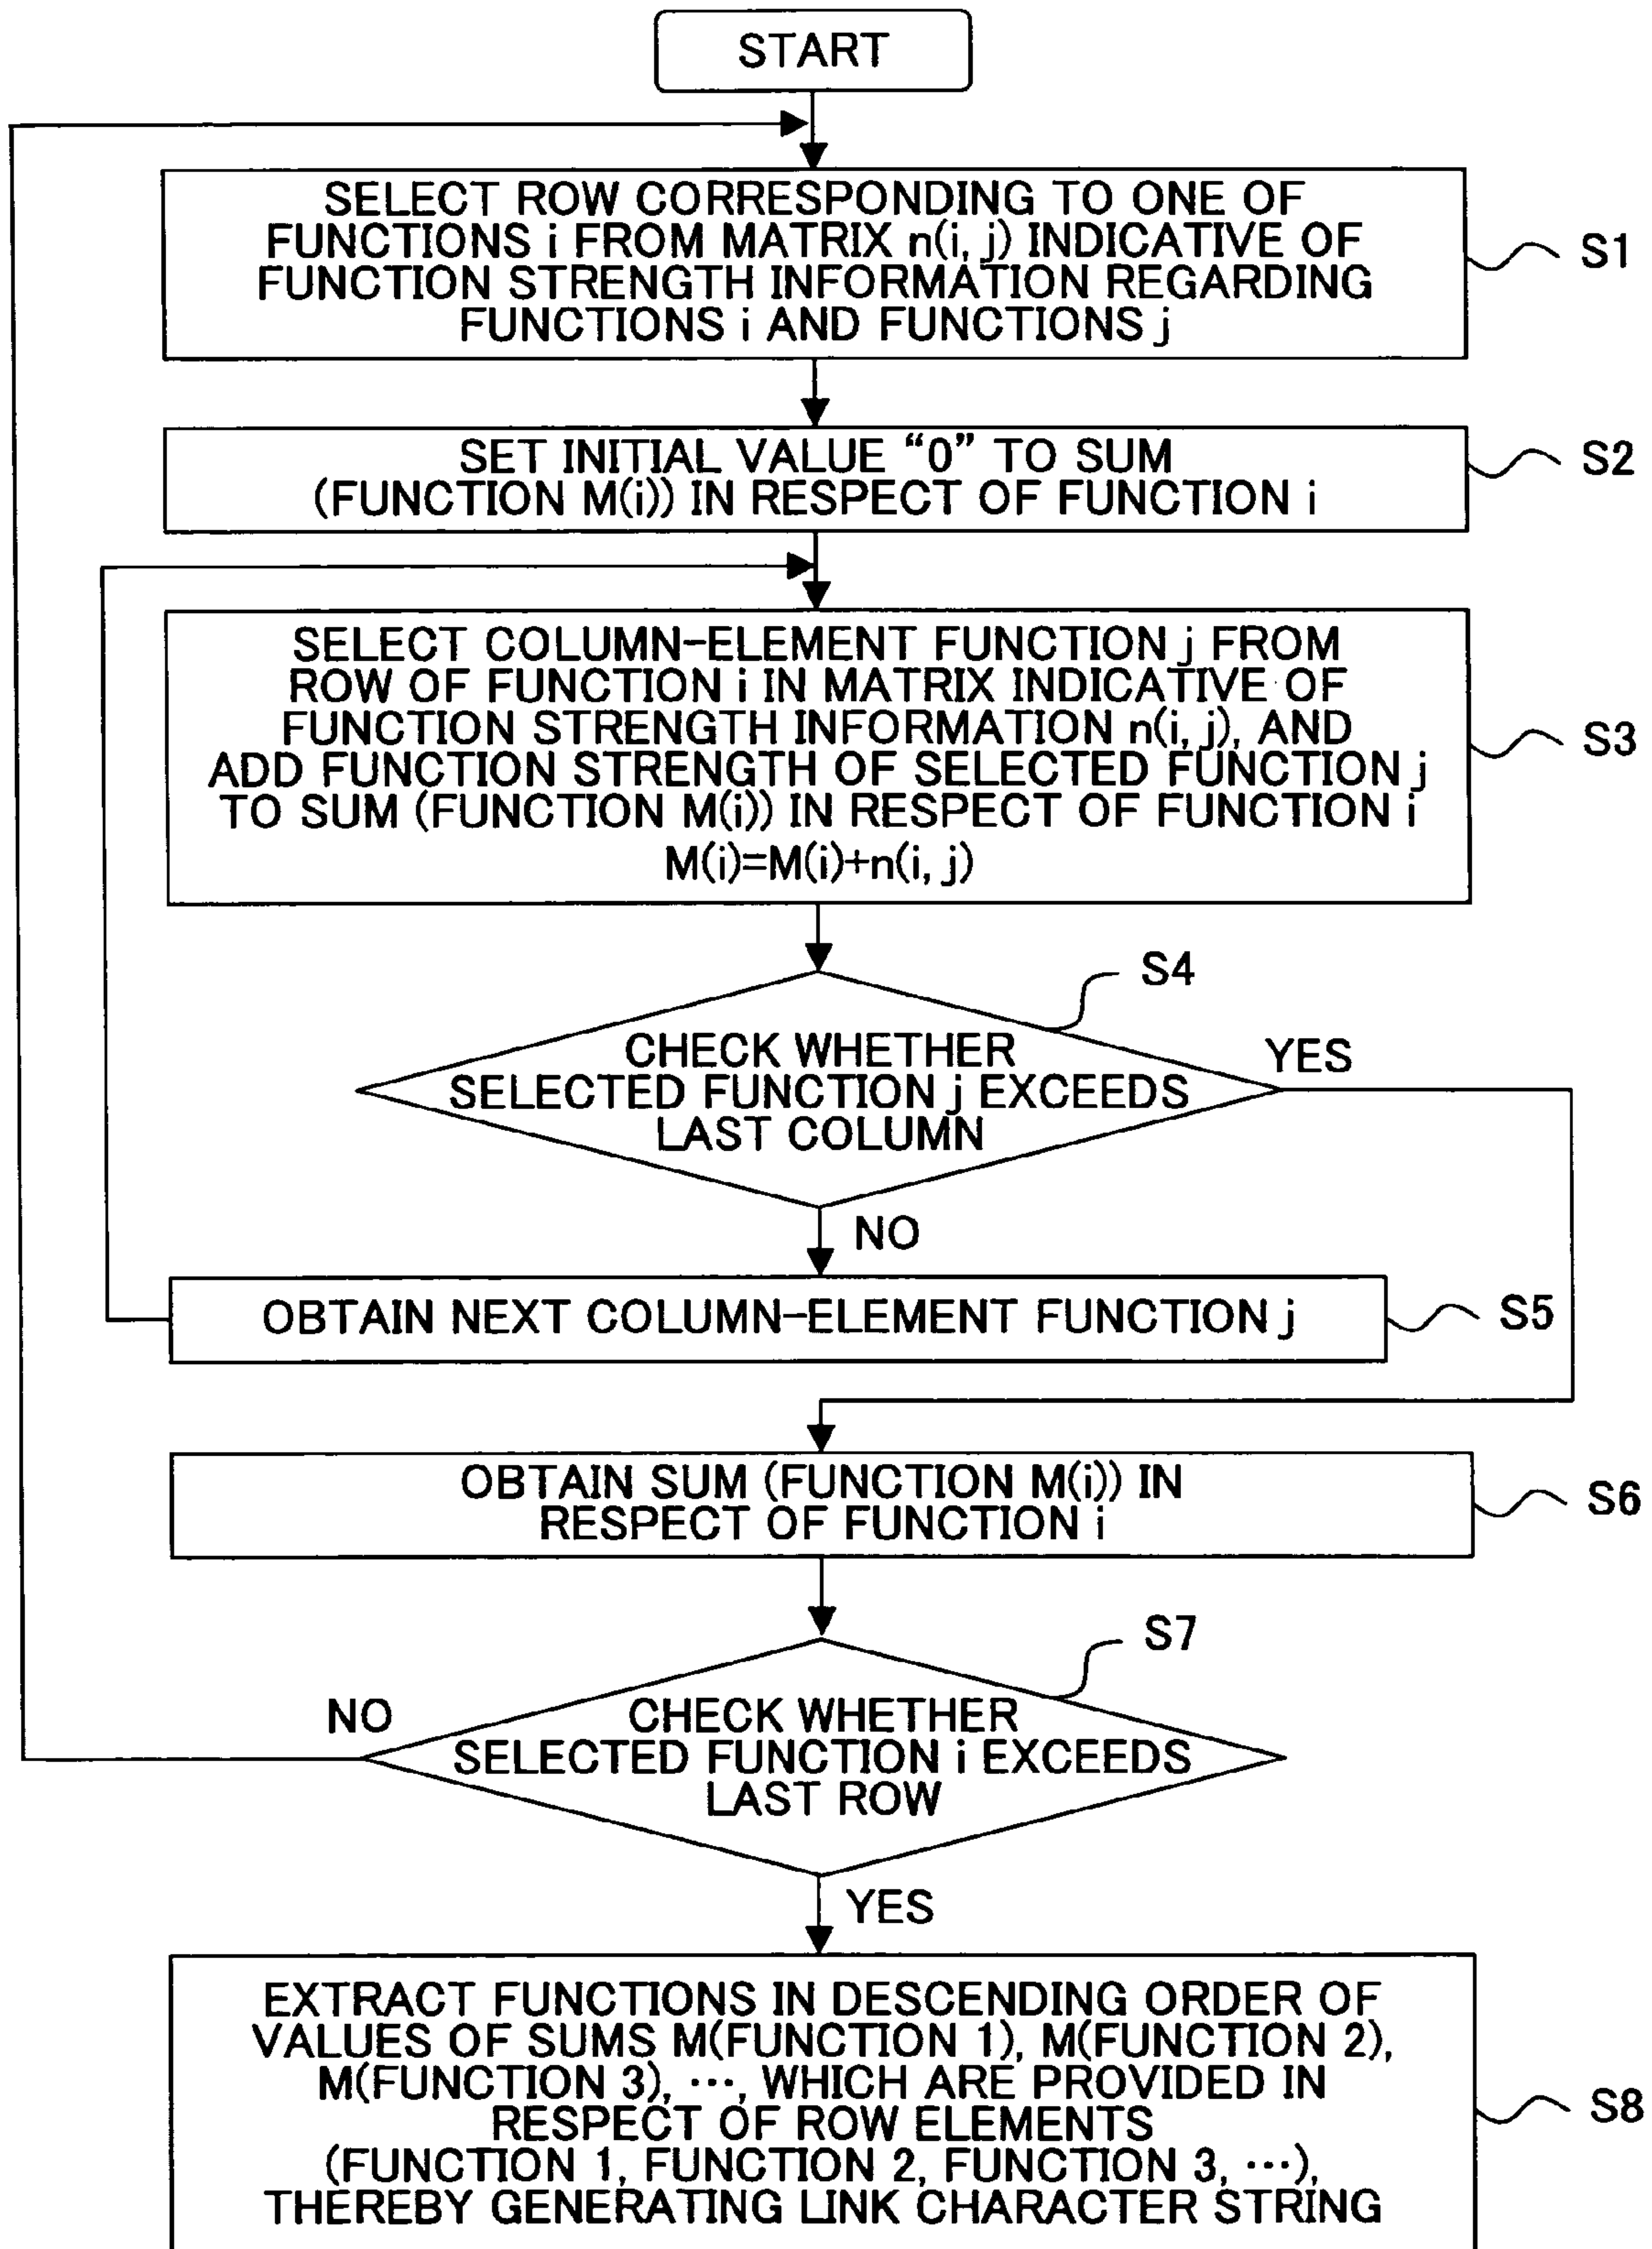 START
SELECT ROW CORRESPONDING TO ONE OF
FUNCTIONS i FROM MATRIX n(i, j) INDICATIVE OF
FUNCTION STRENGTH INFORMATION REGARDING
FUNCTIONS i AND FUNCTIONS j
S1
SET INITIAL VALUE “0” TO SUM
(FUNCTION M(i)) IN RESPECT OF FUNCTION i
S2
SELECT COLUMN-ELEMENT FUNCTION j FROM
ROW OF FUNCTION i IN MATRIX INDICATIVE OF
FUNCTION STRENGTH INFORMATION n(i, j), AND
ADD FUNCTION STRENGTH OF SELECTED FUNCTION j
TO SUM (FUNCTION M(i)) IN RESPECT OF FUNCTION i
M(i)=M(i)+n(i, j)
S3
S4
CHECK WHETHER
SELECTED FUNCTION j EXCEEDS
LAST COLUMN
YES
NO
OBTAIN NEXT COLUMN-ELEMENT FUNCTION j
S5
OBTAIN SUM (FUNCTION M(i)) IN
RESPECT OF FUNCTION i
S6
S7
NO
CHECK WHETHER
SELECTED FUNCTION i EXCEEDS
LAST ROW
YES
EXTRACT FUNCTIONS IN DESCENDING ORDER OF
VALUES OF SUMS M(FUNCTION 1), M(FUNCTION 2),
M(FUNCTION 3), ···, WHICH ARE PROVIDED IN
RESPECT OF ROW ELEMENTS
(FUNCTION 1, FUNCTION 2, FUNCTION 3, ···),
THEREBY GENERATING LINK CHARACTER STRING
S8